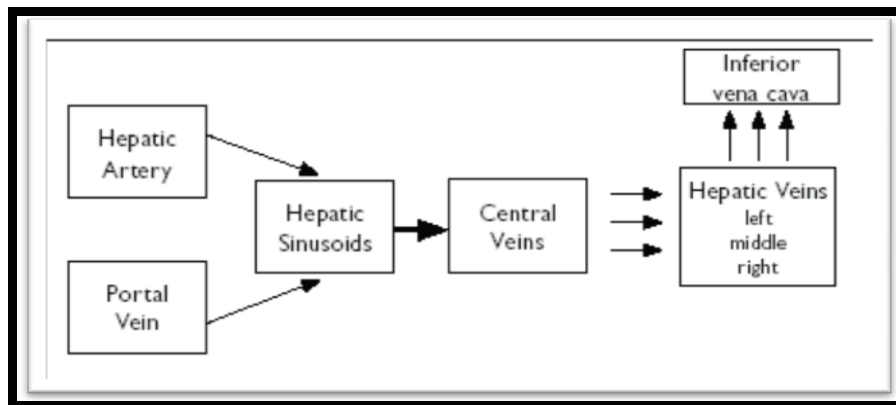 Hepatic
Artery
Portal
Vein
Hepatic
Sinusoids
Central
Veins
Hepatic Veins
left
middle
right
Inferior
vena cava